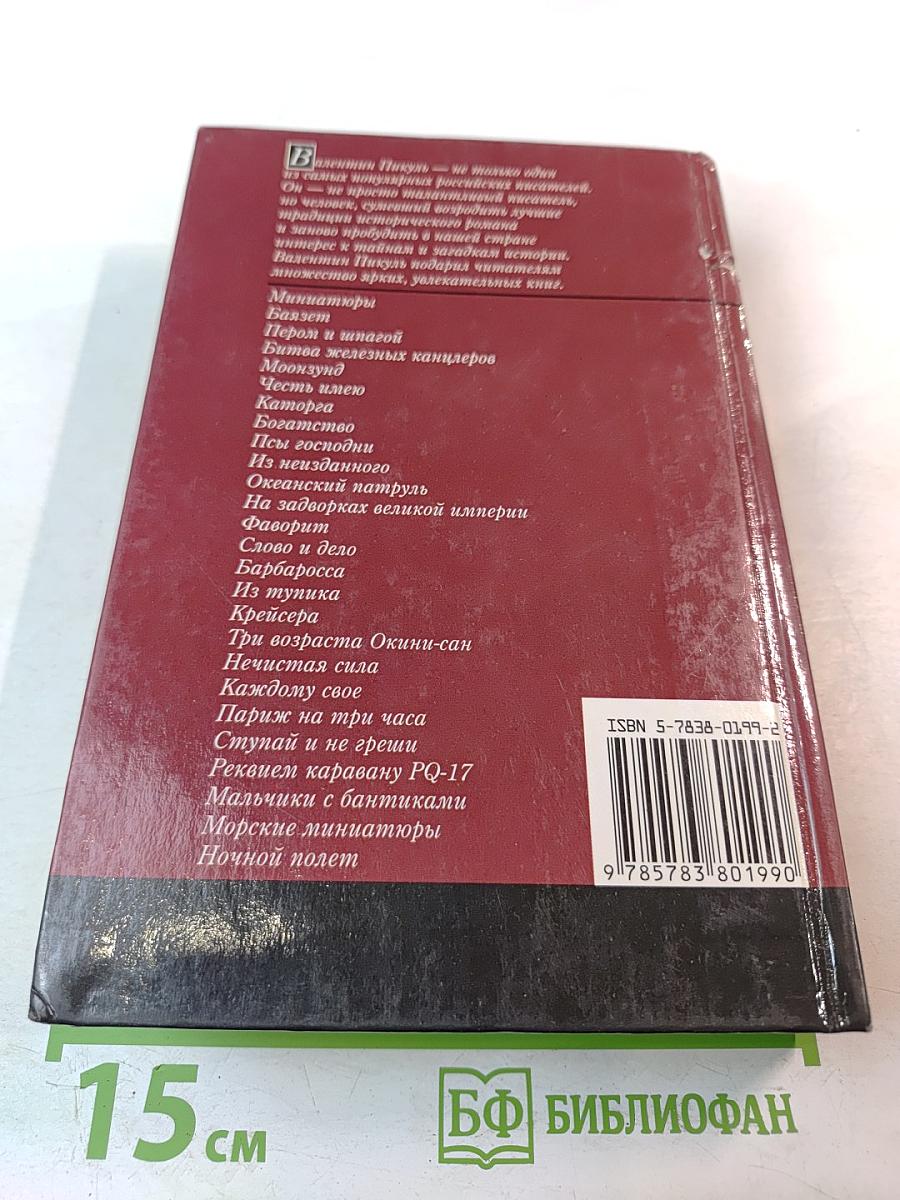 Валентин Пикуль — не только один
из самых популярных российских писателей.
Он — не просто талантливый писатель,
но человек, сумевший возродить лучшие
традиции исторического романа
и заново пробудить в нашей стране
интерес к тайнам и загадкам истории.
Валентин Пикуль подарил читателям
множество ярких, увлекательных книг.
Миниатюры
Баязет
Пером и шпагой
Битва железных канцлеров
Моонзунд
Честь имею
Каторга
Богатство
Псы господни
Из неизданного
Океанский патруль
На задворках великой империи
Фаворит
Слово и дело
Барбаросса
Из тупика
Крейсера
Три возраста Окини-сан
Нечистая сила
Каждому свое
Париж на три часа
Ступай и не греши
Реквием каравану PQ-17
Мальчики с бантиками
Морские миниатюры
Ночной полет
ISBN 5-7838-0199-2
9 785783 801990
15 см
БФ БИБЛИОФАН